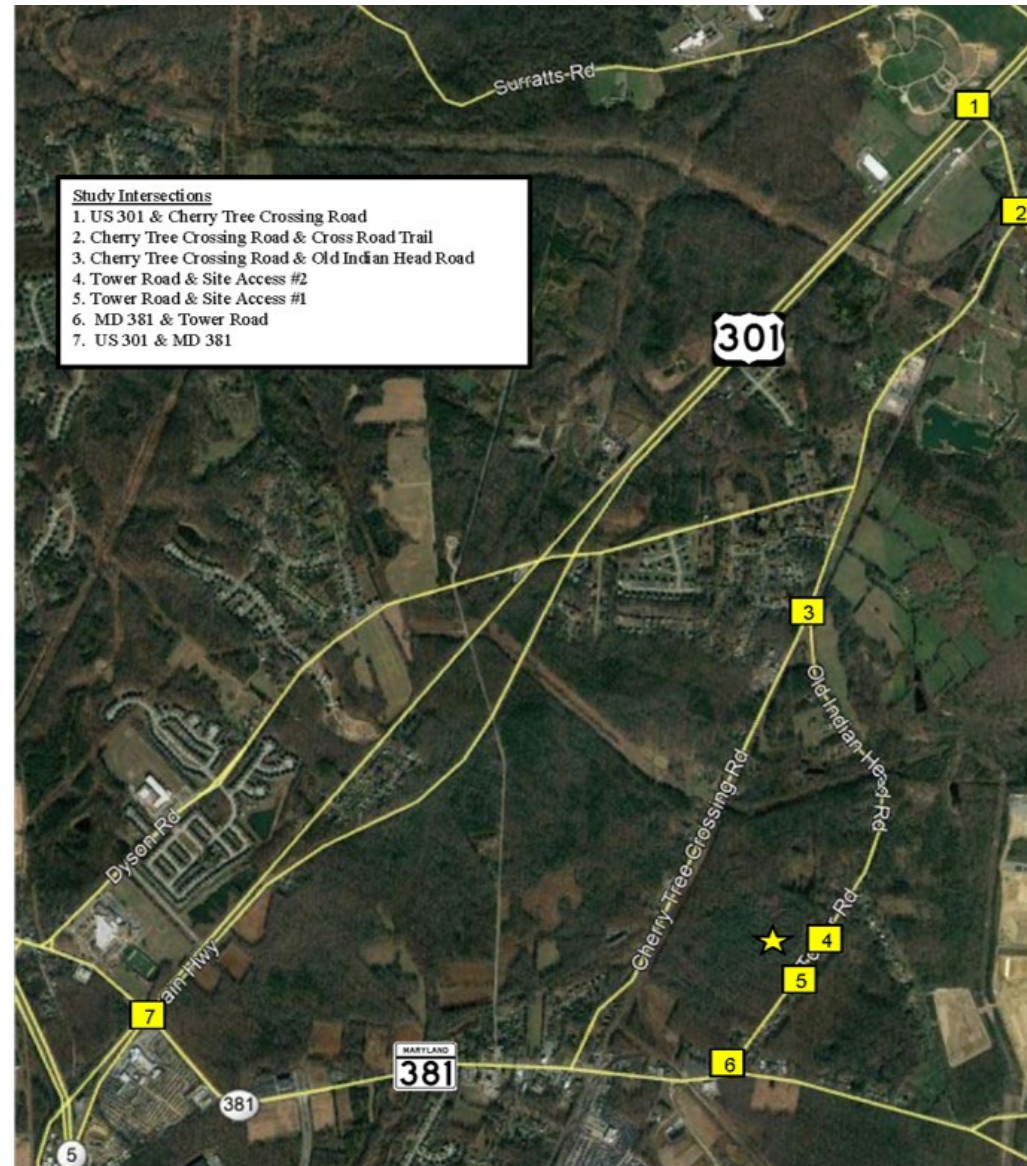 Surratts-Rd
1
2
Study Intersections
1. US 301 & Cherry Tree Crossing Road
2. Cherry Tree Crossing Road & Cross Road Trail
3. Cherry Tree Crossing Road & Old Indian Head Road
4. Tower Road & Site Access #2
5. Tower Road & Site Access #1
6. MD 381 & Tower Road
7. US 301 & MD 381
301
3
Old-Indian-Head-Rd
Cherry-Tree-Crossing-Rd
Dyson-Rd
4
Rd
5
Hwy
7
6
MARYLAND
381
381
5